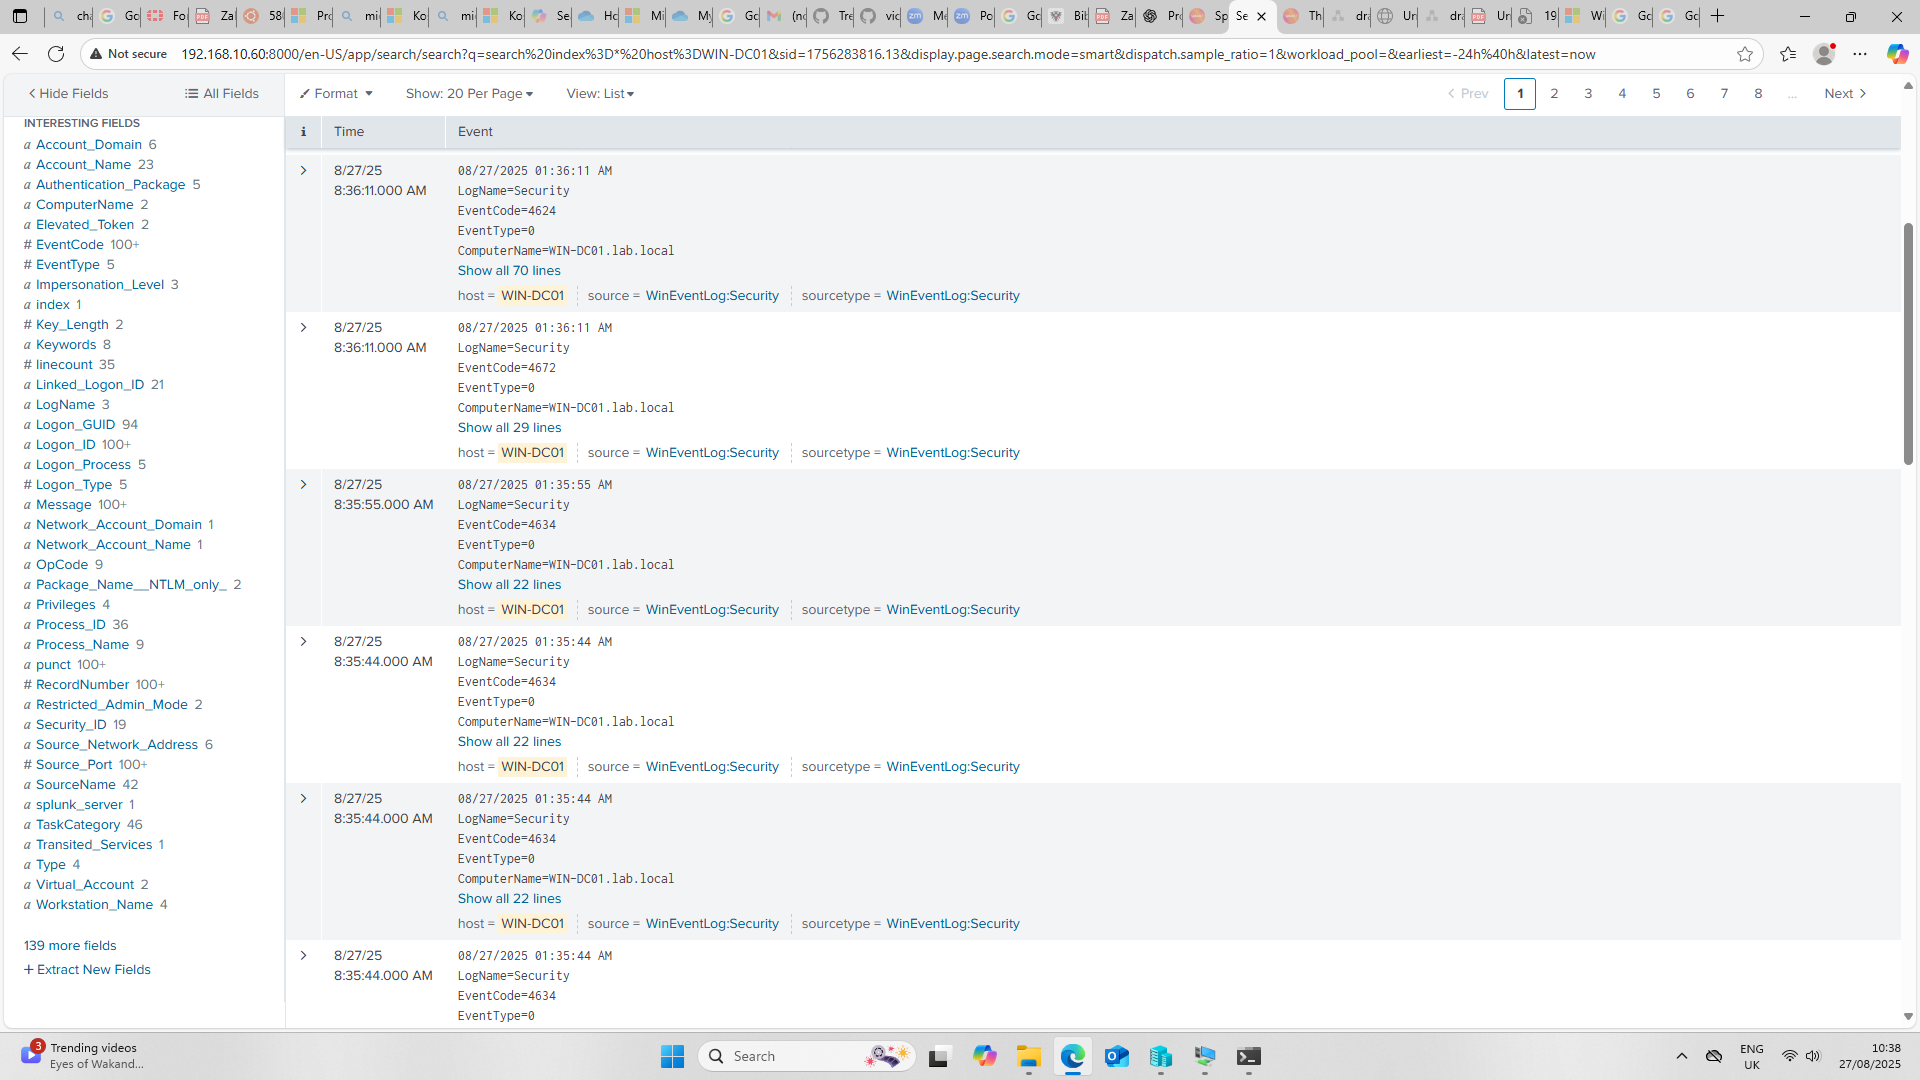 Not secure
192.168.10.60:8000/en-US/app/search/search?q=search%20index%3D*%20host%3DWIN-DC01&sid=1756283816.13&display.page.search.mode=smart&dispatch.sample_ratio=1&workload_pool=&earliest=-24h%40h&latest=now
Hide Fields
All Fields
Format
Show: 20 Per Page
View: List
Prev
1
2
3
4
5
6
7
8
...
Next
INTERESTING FIELDS
a Account_Domain 6
a Account_Name 23
a Authentication_Package 5
a ComputerName 2
a Elevated_Token 2
# EventCode 100+
# EventType 5
a Impersonation_Level 3
a index 1
# Key_Length 2
a Keywords 8
# linecount 35
a Linked_Logon_ID 21
a LogName 3
a Logon_GUID 94
a Logon_ID 100+
a Logon_Process 5
# Logon_Type 5
a Message 100+
a Network_Account_Domain 1
a Network_Account_Name 1
a OpCode 9
a Package_Name__NTLM_only_ 2
a Privileges 4
a Process_ID 36
a Process_Name 9
a punct 100+
# RecordNumber 100+
a Restricted_Admin_Mode 2
a Security_ID 19
a Source_Network_Address 6
# Source_Port 100+
a SourceName 42
a splunk_server 1
a TaskCategory 46
a Transited_Services 1
a Type 4
a Virtual_Account 2
a Workstation_Name 4
139 more fields
+ Extract New Fields
i
Time
Event
8/27/25
8:36:11.000 AM
08/27/2025 01:36:11 AM
LogName=Security
EventCode=4624
EventType=0
ComputerName=WIN-DC01.lab.local
Show all 70 lines
host = WIN-DC01 source = WinEventLog:Security sourcetype = WinEventLog:Security
8/27/25
8:36:11.000 AM
08/27/2025 01:36:11 AM
LogName=Security
EventCode=4672
EventType=0
ComputerName=WIN-DC01.lab.local
Show all 29 lines
host = WIN-DC01 source = WinEventLog:Security sourcetype = WinEventLog:Security
8/27/25
8:35:55.000 AM
08/27/2025 01:35:55 AM
LogName=Security
EventCode=4634
EventType=0
ComputerName=WIN-DC01.lab.local
Show all 22 lines
host = WIN-DC01 source = WinEventLog:Security sourcetype = WinEventLog:Security
8/27/25
8:35:44.000 AM
08/27/2025 01:35:44 AM
LogName=Security
EventCode=4634
EventType=0
ComputerName=WIN-DC01.lab.local
Show all 22 lines
host = WIN-DC01 source = WinEventLog:Security sourcetype = WinEventLog:Security
8/27/25
8:35:44.000 AM
08/27/2025 01:35:44 AM
LogName=Security
EventCode=4634
EventType=0
ComputerName=WIN-DC01.lab.local
Show all 22 lines
host = WIN-DC01 source = WinEventLog:Security sourcetype = WinEventLog:Security
8/27/25
8:35:44.000 AM
08/27/2025 01:35:44 AM
LogName=Security
EventCode=4634
EventType=0
3
Trending videos
Eyes of Wakand...
Search
ENG
UK
10:38
27/08/2025